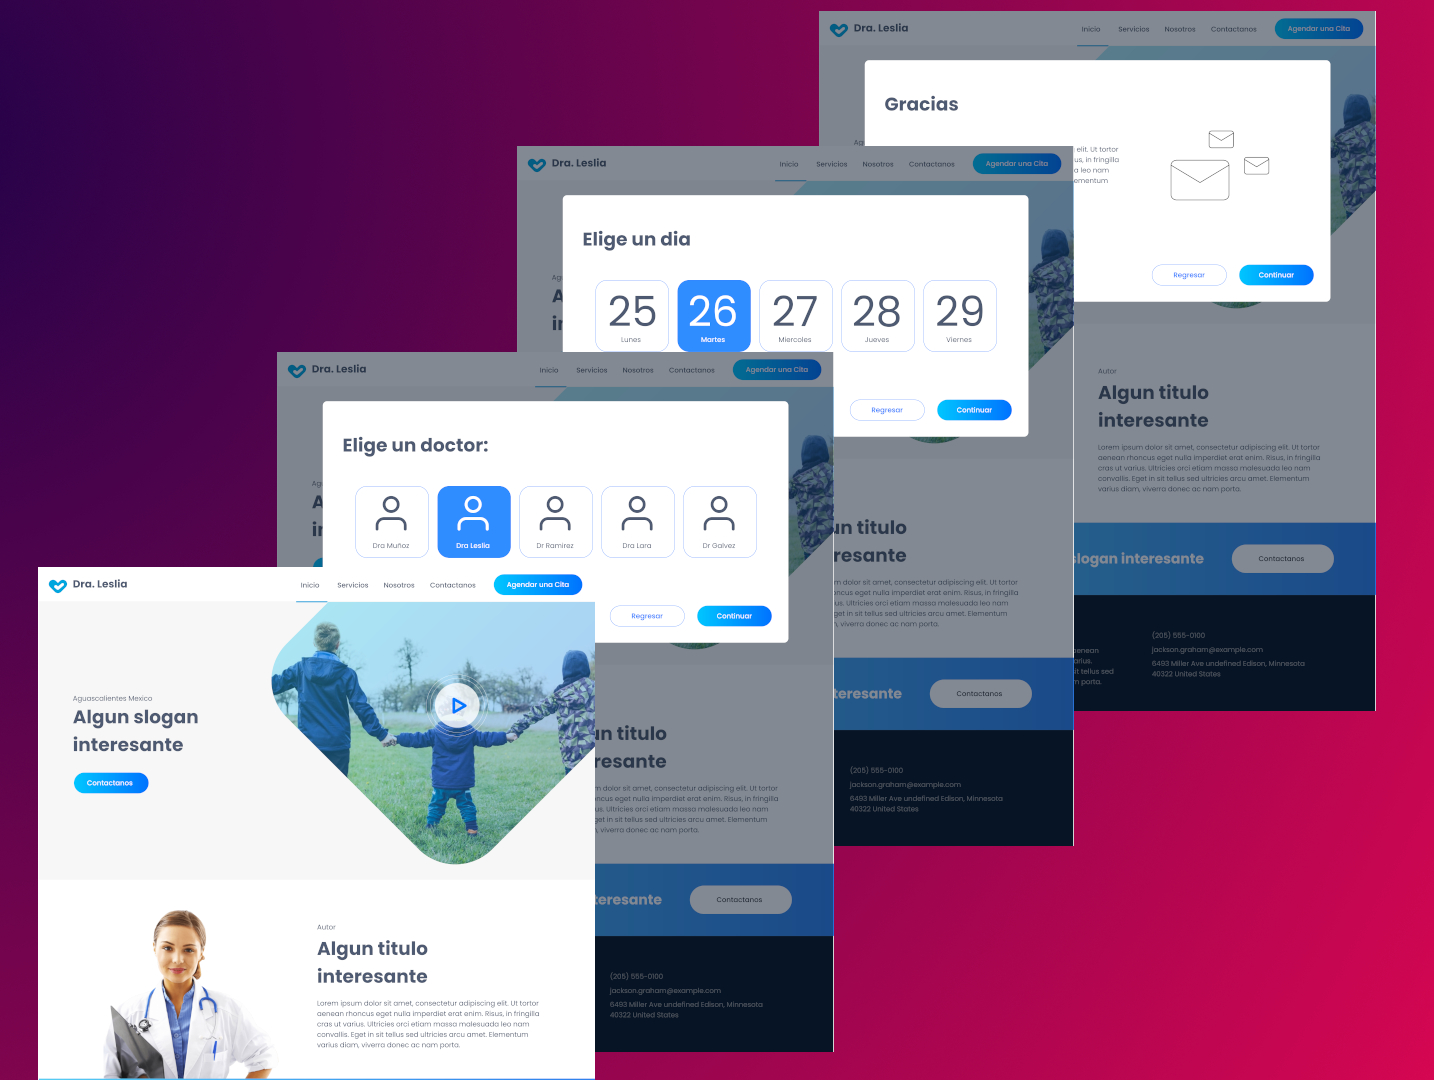 Dra. Leslia
Inicio
Servicios
Nosotros
Contactanos
Agendar una Cita
Gracias
elit. Ut tortor
us, in fringilla
a leo nam
ementum
Regresar
Continuar
Autor
Algun titulo
interesante
Lorem ipsum dolor sit amet, consectetur adipiscing elit. Ut tortor
aenean rhoncus eget nulla imperdiet erat enim. Risus, in fringilla
cras ut varius. Ultricies orci etiam massa malesuada leo nam
convallis. Eget in sit tellus sed ultricies arcu amet. Elementum
varius diam, viverra donec ac nam porta.
slogan interesante
Contactanos
aenean
arius.
it tellus sed
n porta.
(205) 555-0100
jackson.graham@example.com
6493 Miller Ave undefined Edison, Minnesota
40322 United States
Dra. Leslia
Inicio
Servicios
Nosotros
Contactanos
Agendar una Cita
Elige un dia
25
Lunes
26
Martes
27
Miercoles
28
Jueves
29
Viernes
Regresar
Continuar
un titulo
resante
m dolor sit amet, consectetur adipiscing elit. Ut tortor
ncus eget nulla imperdiet erat enim. Risus, in fringilla
us. Ultricies orci etiam massa malesuada leo nam
get in sit tellus sed ultricies arcu amet. Elementum
n, viverra donec ac nam porta.
teresante
Contactanos
(205) 555-0100
jackson.graham@example.com
6493 Miller Ave undefined Edison, Minnesota
40322 United States
Dra. Leslia
Inicio
Servicios
Nosotros
Contactanos
Agendar una Cita
Elige un doctor:
Dra Muñoz
Dra Leslia
Dr Ramirez
Dra Lara
Dr Galvez
Regresar
Continuar
un titulo
resante
m dolor sit amet, consectetur adipiscing elit. Ut tortor
ncus eget nulla imperdiet erat enim. Risus, in fringilla
us. Ultricies orci etiam massa malesuada leo nam
get in sit tellus sed ultricies arcu amet. Elementum
n, viverra donec ac nam porta.
teresante
Contactanos
(205) 555-0100
jackson.graham@example.com
6493 Miller Ave undefined Edison, Minnesota
40322 United States
Dra. Leslia
Inicio
Servicios
Nosotros
Contactanos
Agendar una Cita
Aguascalientes Mexico
Algun slogan
interesante
Contactanos
Autor
Algun titulo
interesante
Lorem ipsum dolor sit amet, consectetur adipiscing elit. Ut tortor
aenean rhoncus eget nulla imperdiet erat enim. Risus, in fringilla
cras ut varius. Ultricies orci etiam massa malesuada leo nam
convallis. Eget in sit tellus sed ultricies arcu amet. Elementum
varius diam, viverra donec ac nam porta.